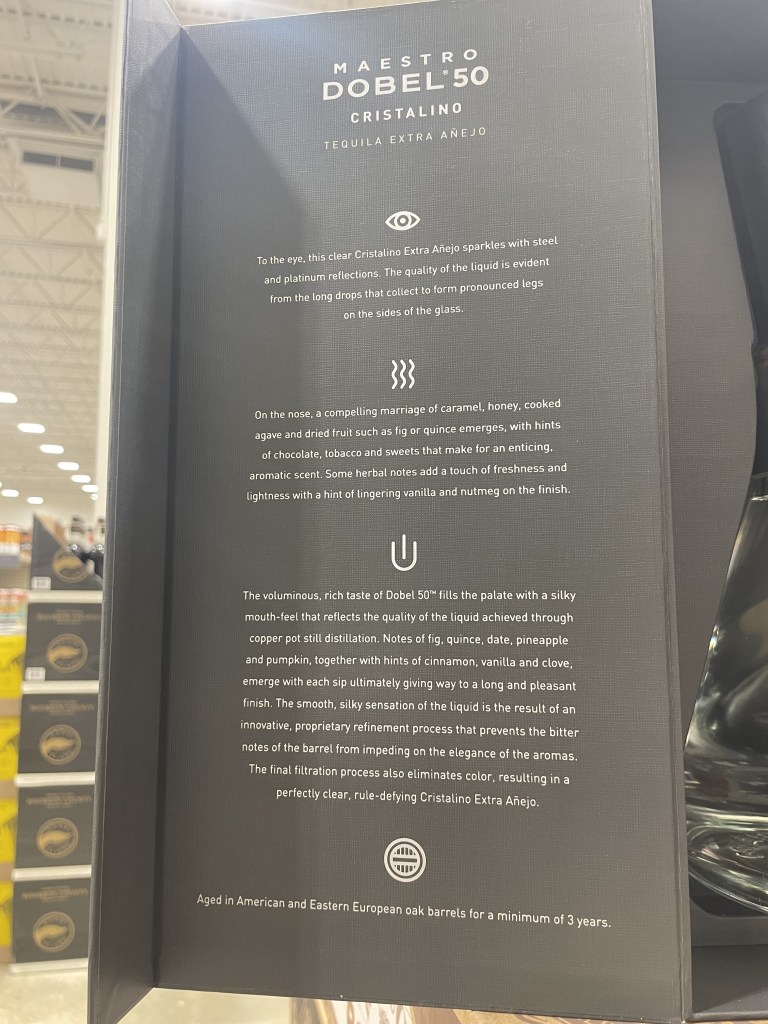 MAESTRO
DOBEL® 50
CRISTALINO
TEQUILA EXTRA AÑEJO
To the eye, this clear Cristalino Extra Añejo sparkles with steel
and platinum reflections. The quality of the liquid is evident
from the long drops that collect to form pronounced legs
on the sides of the glass.
On the nose, a compelling marriage of caramel, honey, cooked
agave and dried fruit such as fig or quince emerges, with hints
of chocolate, tobacco and sweets that make for an enticing,
aromatic scent. Some herbal notes add a touch of freshness and
lightness with a hint of lingering vanilla and nutmeg on the finish.
The voluminous, rich taste of Dobel 50™ fills the palate with a silky
mouth-feel that reflects the quality of the liquid achieved through
copper pot still distillation. Notes of fig, quince, date, pineapple
and pumpkin, together with hints of cinnamon, vanilla and clove,
emerge with each sip ultimately giving way to a long and pleasant
finish. The smooth, silky sensation of the liquid is the result of an
innovative, proprietary refinement process that prevents the bitter
notes of the barrel from impeding on the elegance of the aromas.
The final filtration process also eliminates color, resulting in a
perfectly clear, rule-defying Cristalino Extra Añejo.
Aged in American and Eastern European oak barrels for a minimum of 3 years.